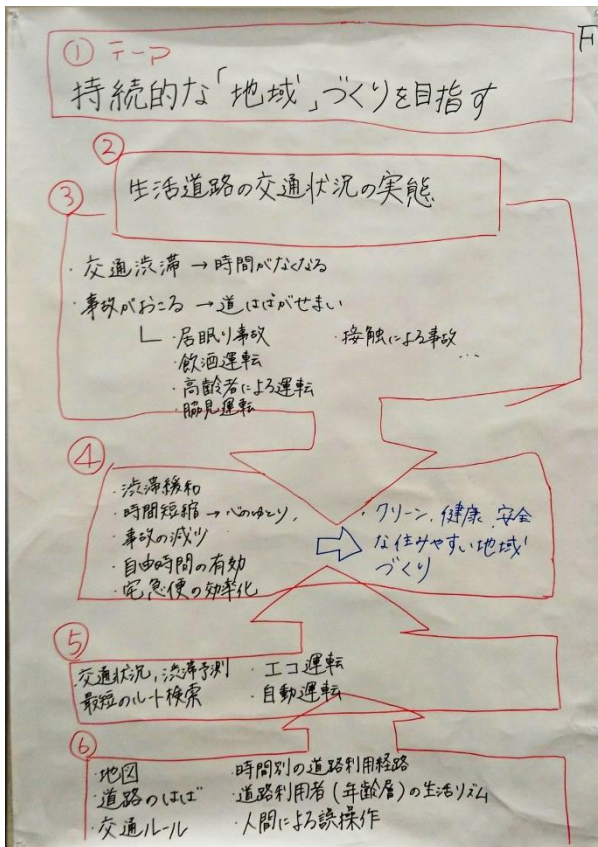 F
① テーマ
持続的な「地域」づくりを目指す
②
生活道路の交通状況の実態
③
・交通渋滞 → 時間がなくなる
・事故がおこる → 道はばがせまい
・居眠り事故 ・接触による事故
・飲酒運転 …
・高齢者による運転
・脇見運転
④
・渋滞緩和
・時間短縮 → 心のゆとり,
・事故の減少
・自由時間の有効
・宅急便の効率化
・クリーン、健康、安全
な住みやすい地域
づくり
⑤
・交通状況,渋滞予測 ・エコ運転
最短のルート検索 ・自動運転
⑥
・地図 ・時間別の道路利用経路
・道路のはば ・道路利用者(年齢層)の生活リズム
・交通ルール ・人間による誤操作